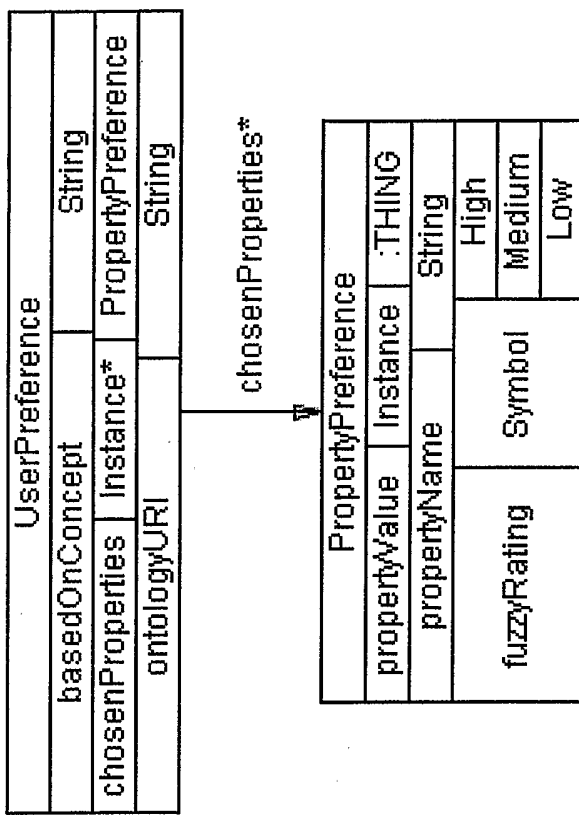 UserPreference
basedOnConcept String
chosenProperties Instance* PropertyPreference
ontologyURI String
chosenProperties*
PropertyPreference
propertyValue Instance :THING
propertyName String
fuzzyRating Symbol High
Medium
Low